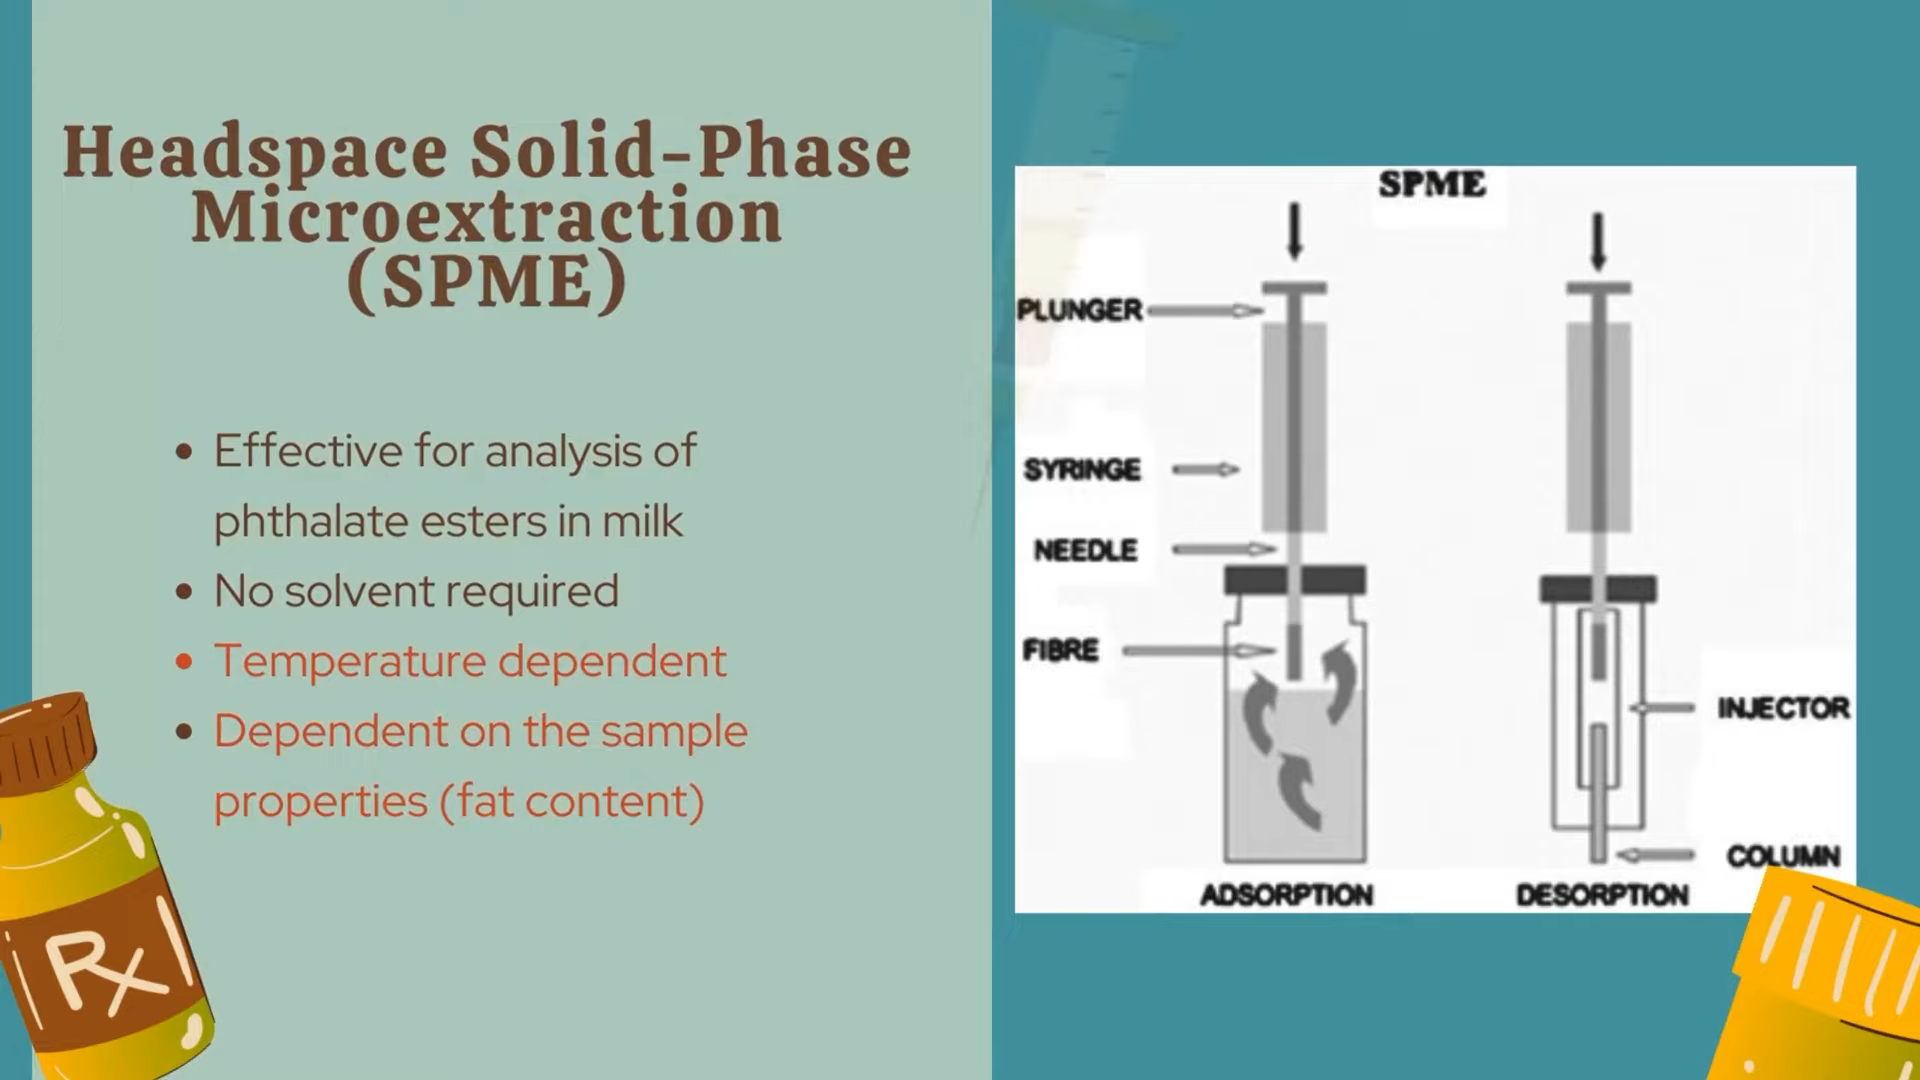 Headspace Solid-Phase
Microextraction
(SPME)
• Effective for analysis of
phthalate esters in milk
• No solvent required
• Temperature dependent
• Dependent on the sample
properties (fat content)
SPME
PLUNGER
SYRINGE
NEEDLE
FIBRE
INJECTOR
COLUMN
ADSORPTION
DESORPTION
Rx